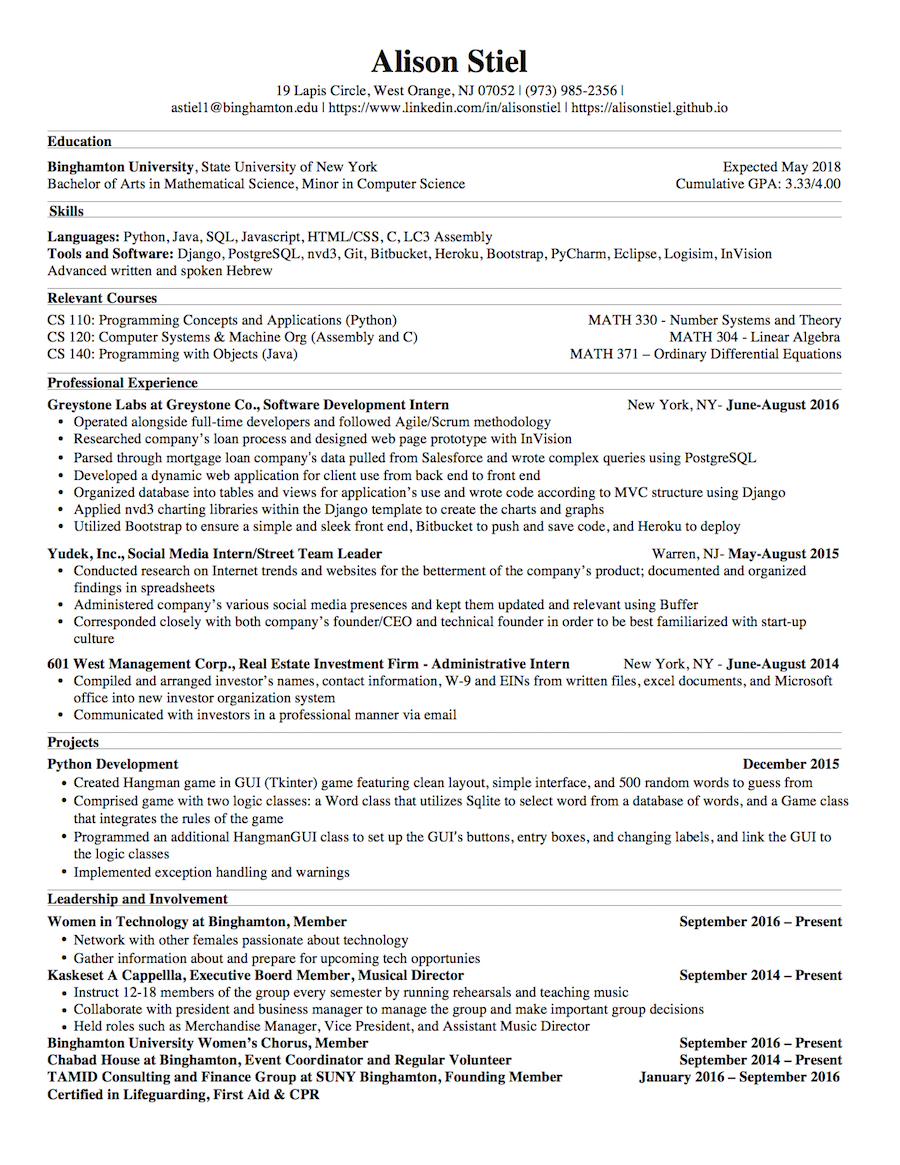 Alison Stiel
19 Lapis Circle, West Orange, NJ 07052 | (973) 985-2356 |
astiel1@binghamton.edu | https://www.linkedin.com/in/alisonstiel | https://alisonstiel.github.io
Education
Binghamton University, State University of New York Expected May 2018
Bachelor of Arts in Mathematical Science, Minor in Computer Science Cumulative GPA: 3.33/4.00
Skills
Languages: Python, Java, SQL, Javascript, HTML/CSS, C, LC3 Assembly
Tools and Software: Django, PostgreSQL, nvd3, Git, Bitbucket, Heroku, Bootstrap, PyCharm, Eclipse, Logisim, InVision
Advanced written and spoken Hebrew
Relevant Courses
CS 110: Programming Concepts and Applications (Python) MATH 330 - Number Systems and Theory
CS 120: Computer Systems & Machine Org (Assembly and C) MATH 304 - Linear Algebra
CS 140: Programming with Objects (Java) MATH 371 – Ordinary Differential Equations
Professional Experience
Greystone Labs at Greystone Co., Software Development Intern New York, NY- June-August 2016
• Operated alongside full-time developers and followed Agile/Scrum methodology
• Researched company's loan process and designed web page prototype with InVision
• Parsed through mortgage loan company's data pulled from Salesforce and wrote complex queries using PostgreSQL
• Developed a dynamic web application for client use from back end to front end
• Organized database into tables and views for application's use and wrote code according to MVC structure using Django
• Applied nvd3 charting libraries within the Django template to create the charts and graphs
• Utilized Bootstrap to ensure a simple and sleek front end, Bitbucket to push and save code, and Heroku to deploy
Yudek, Inc., Social Media Intern/Street Team Leader Warren, NJ- May-August 2015
• Conducted research on Internet trends and websites for the betterment of the company's product; documented and organized
findings in spreadsheets
• Administered company's various social media presences and kept them updated and relevant using Buffer
• Corresponded closely with both company's founder/CEO and technical founder in order to be best familiarized with start-up
culture
601 West Management Corp., Real Estate Investment Firm - Administrative Intern New York, NY - June-August 2014
• Compiled and arranged investor's names, contact information, W-9 and EINs from written files, excel documents, and Microsoft
office into new investor organization system
• Communicated with investors in a professional manner via email
Projects
Python Development December 2015
• Created Hangman game in GUI (Tkinter) game featuring clean layout, simple interface, and 500 random words to guess from
• Comprised game with two logic classes: a Word class that utilizes Sqlite to select word from a database of words, and a Game class
that integrates the rules of the game
• Programmed an additional HangmanGUI class to set up the GUI's buttons, entry boxes, and changing labels, and link the GUI to
the logic classes
• Implemented exception handling and warnings
Leadership and Involvement
Women in Technology at Binghamton, Member September 2016 – Present
• Network with other females passionate about technology
• Gather information about and prepare for upcoming tech opportunies
Kaskeset A Cappellla, Executive Boerd Member, Musical Director September 2014 – Present
• Instruct 12-18 members of the group every semester by running rehearsals and teaching music
• Collaborate with president and business manager to manage the group and make important group decisions
• Held roles such as Merchandise Manager, Vice President, and Assistant Music Director
Binghamton University Women's Chorus, Member September 2016 – Present
Chabad House at Binghamton, Event Coordinator and Regular Volunteer September 2014 – Present
TAMID Consulting and Finance Group at SUNY Binghamton, Founding Member January 2016 – September 2016
Certified in Lifeguarding, First Aid & CPR